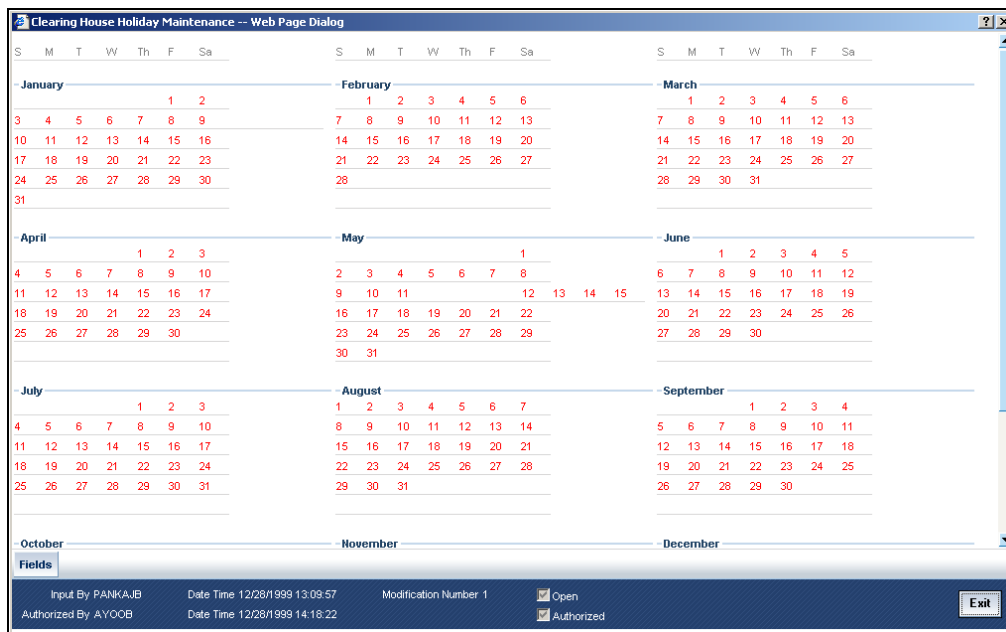 Clearing House Holiday Maintenance -- Web Page Dialog ? x
S M T W Th F Sa S M T W Th F Sa S M T W Th F Sa
January February March
1 2 1 2 3 4 5 6 1 2 3 4 5 6
3 4 5 6 7 8 9 7 8 9 10 11 12 13 7 8 9 10 11 12 13
10 11 12 13 14 15 16 14 15 16 17 18 19 20 14 15 16 17 18 19 20
17 18 19 20 21 22 23 21 22 23 24 25 26 27 21 22 23 24 25 26 27
24 25 26 27 28 29 30 28 28 29 30 31
31
April May June
1 2 3 1 1 2 3 4 5
4 5 6 7 8 9 10 2 3 4 5 6 7 8 6 7 8 9 10 11 12
11 12 13 14 15 16 17 9 10 11 12 13 14 15 13 14 15 16 17 18 19
18 19 20 21 22 23 24 16 17 18 19 20 21 22 20 21 22 23 24 25 26
25 26 27 28 29 30 23 24 25 26 27 28 29 27 28 29 30
30 31
July August September
1 2 3 1 2 3 4 5 6 7 1 2 3 4
4 5 6 7 8 9 10 8 9 10 11 12 13 14 5 6 7 8 9 10 11
11 12 13 14 15 16 17 15 16 17 18 19 20 21 12 13 14 15 16 17 18
18 19 20 21 22 23 24 22 23 24 25 26 27 28 19 20 21 22 23 24 25
25 26 27 28 29 30 31 29 30 31 26 27 28 29 30
October November December
Fields
Input By PANKAJB Date Time 12/28/1999 13:09:57 Modification Number 1 Open
Authorized By AYOOB Date Time 12/28/1999 14:18:22 Authorized
Exit